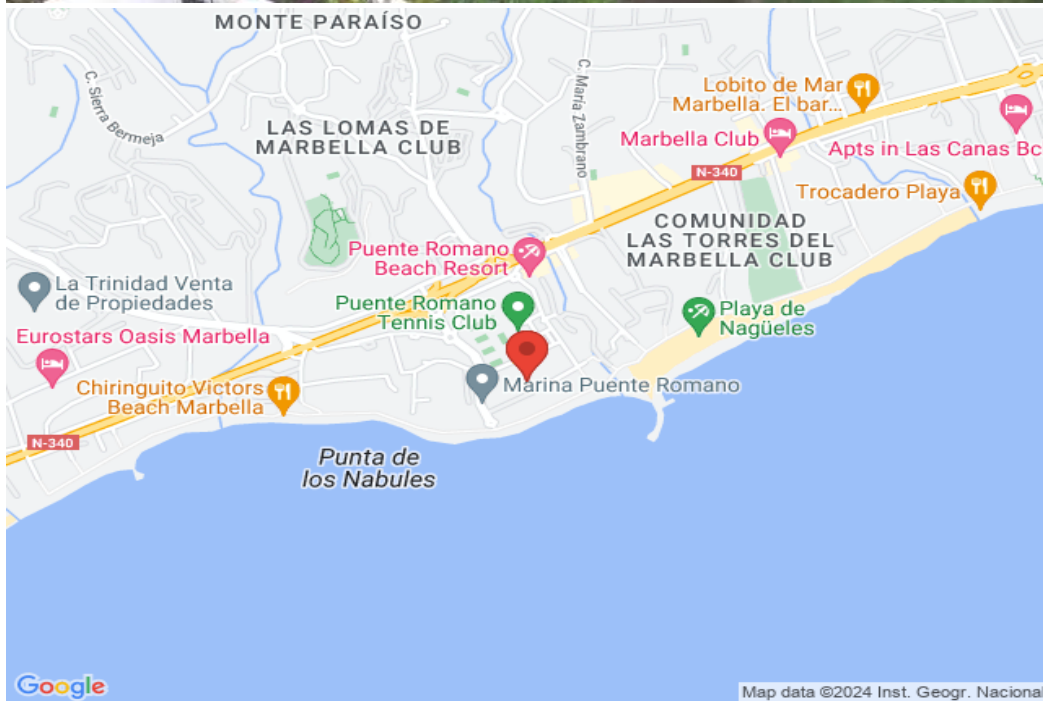 MONTE PARAÍSO
C. Sierra Bermeja
C. María Zambrano
Lobito de Mar
Marbella. El bar...
LAS LOMAS DE
MARBELLA CLUB
Marbella Club
Apts in Las Canas Bc
N-340
Trocadero Playa
COMUNIDAD
LAS TORRES DEL
MARBELLA CLUB
Puente Romano
Beach Resort
La Trinidad Venta
de Propiedades
Puente Romano
Tennis Club
Playa de
Nagüeles
Eurostars Oasis Marbella
Marina Puente Romano
Chiringuito Victors
Beach Marbella
N-340
Punta de
los Nabules
Google
Map data ©2024 Inst. Geogr. Nacional